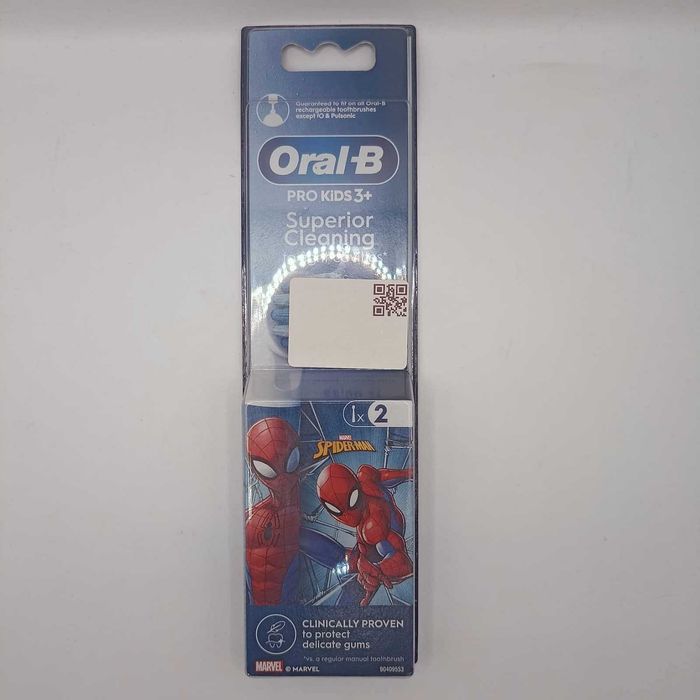 Guaranteed to fit on all Oral-B
rechargeable toothbrushes
except iO & Pulsonic
Oral-B
PRO KIDS 3+
Superior
Cleaning
x 2
MARVEL
SPIDER-MAN
CLINICALLY PROVEN
to protect
delicate gums
*vs. a regular manual toothbrush
MARVEL © MARVEL
90409553